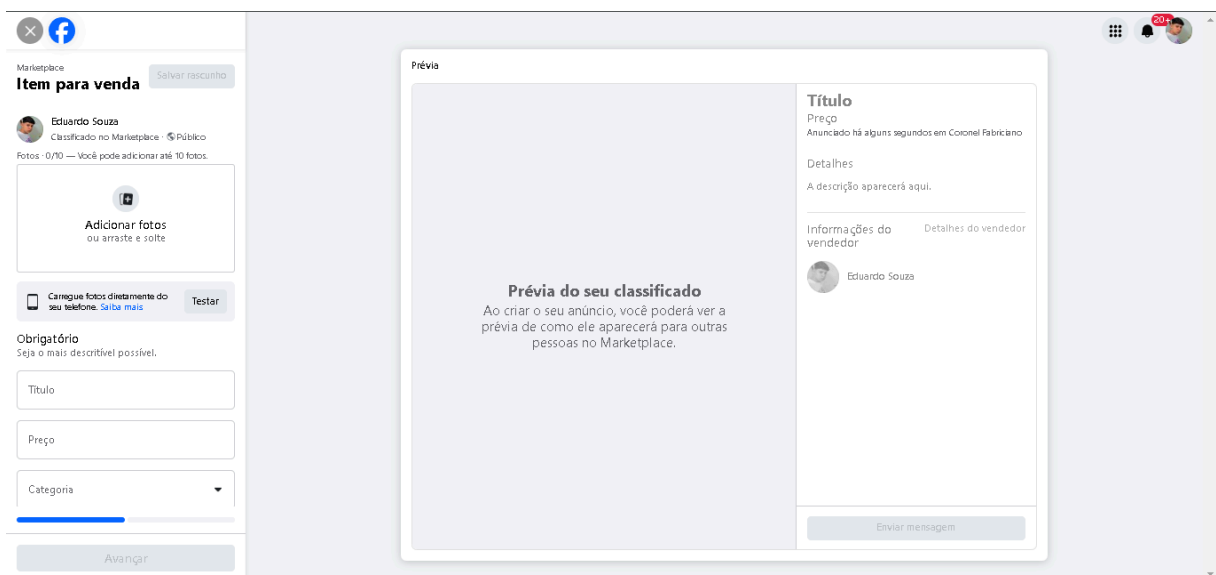 20+
Marketplace
Item para venda
Salvar rascunho
Eduardo Souza
Classificado no Marketplace · Público
Fotos · 0/10 — Você pode adicionar até 10 fotos.
Adicionar fotos
ou arraste e solte
Carregue fotos diretamente do
seu telefone. Saiba mais
Testar
Obrigatório
Seja o mais descritível possível.
Título
Preço
Categoria
Avançar
Prévia
Prévia do seu classificado
Ao criar o seu anúncio, você poderá ver a
prévia de como ele aparecerá para outras
pessoas no Marketplace.
Título
Preço
Anunciado há alguns segundos em Coronel Fabriciano
Detalhes
A descrição aparecerá aqui.
Informações do
vendedor
Detalhes do vendedor
Eduardo Souza
Enviar mensagem